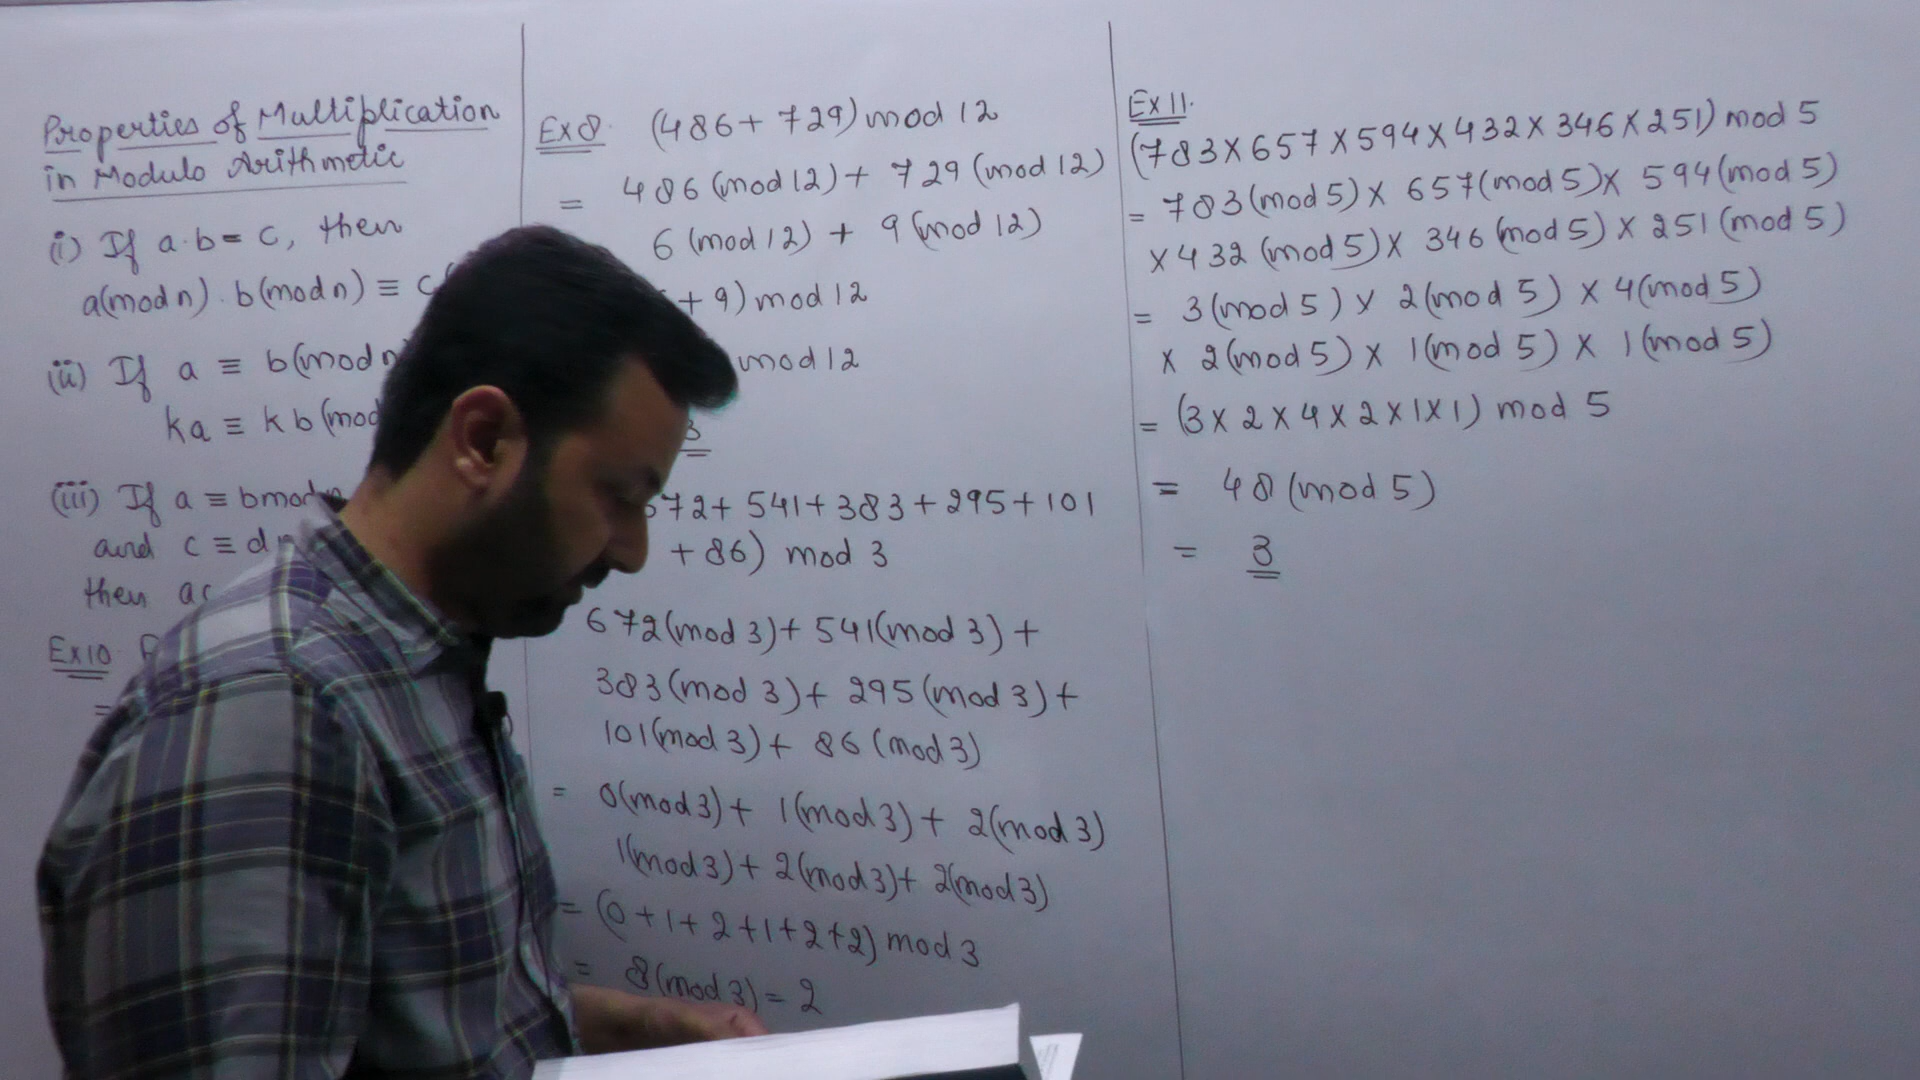 Properties of Multiplication
in Modulo Arithmetic
(i) If a·b = c, then
a(mod n) · b(mod n) ≡ c
(ii) If a ≡ b(mod n
ka ≡ kb(mod
(iii) If a ≡ bmod n
and c ≡ d
then ac
Ex10
=
Ex8. (486 + 729) mod 12
= 486 (mod 12) + 729 (mod 12)
6 (mod 12) + 9 (mod 12)
+ 9) mod 12
mod 12
3
672 + 541 + 383 + 295 + 101
+ 86) mod 3
672(mod 3) + 541(mod 3) +
383(mod 3) + 295(mod 3) +
101(mod 3) + 86 (mod 3)
= 0(mod 3) + 1(mod 3) + 2(mod 3)
1(mod 3) + 2(mod 3) + 2(mod 3)
= (0 + 1 + 2 + 1 + 2 + 2) mod 3
= 8(mod 3) = 2
Ex 11.
(783 × 657 × 594 × 432 × 346 × 251) mod 5
= 783(mod 5) × 657(mod 5) × 594(mod 5)
× 432 (mod 5) × 346 (mod 5) × 251 (mod 5)
= 3(mod 5) × 2(mod 5) × 4(mod 5)
× 2(mod 5) × 1(mod 5) × 1(mod 5)
= (3 × 2 × 4 × 2 × 1 × 1) mod 5
= 48 (mod 5)
= 3